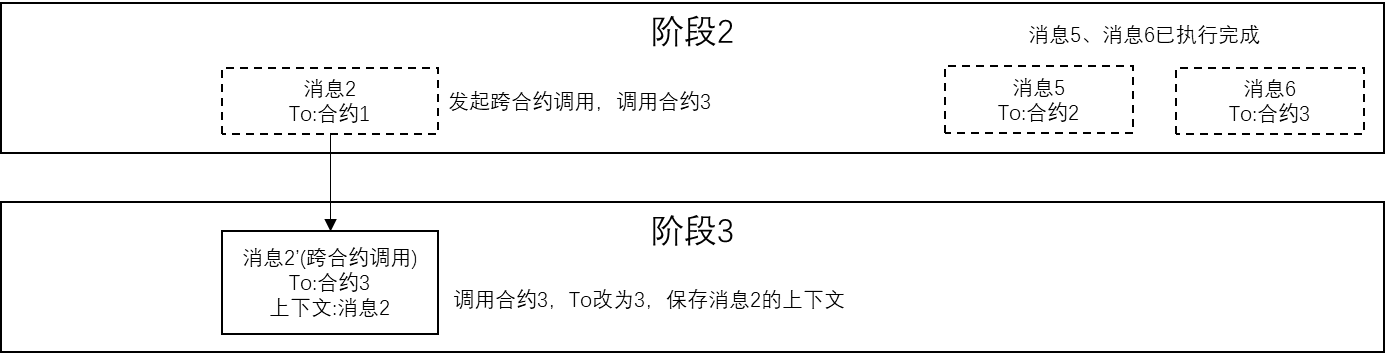 阶段2
消息5、消息6已执行完成
消息2
To:合约1
发起跨合约调用，调用合约3
消息5
To:合约2
消息6
To:合约3
阶段3
消息2’(跨合约调用)
To:合约3
上下文:消息2
调用合约3，To改为3，保存消息2的上下文